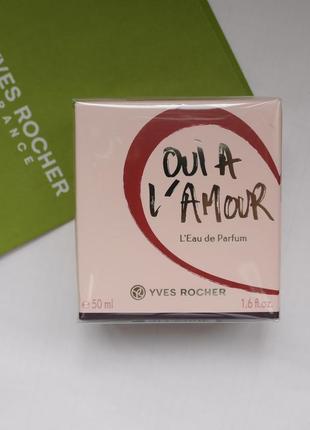 YVES ROCHER
FRANCE
OUI A
L'AMOUR
L'Eau de Parfum
YVES ROCHER
e 50 ml 1.6 fl.oz.